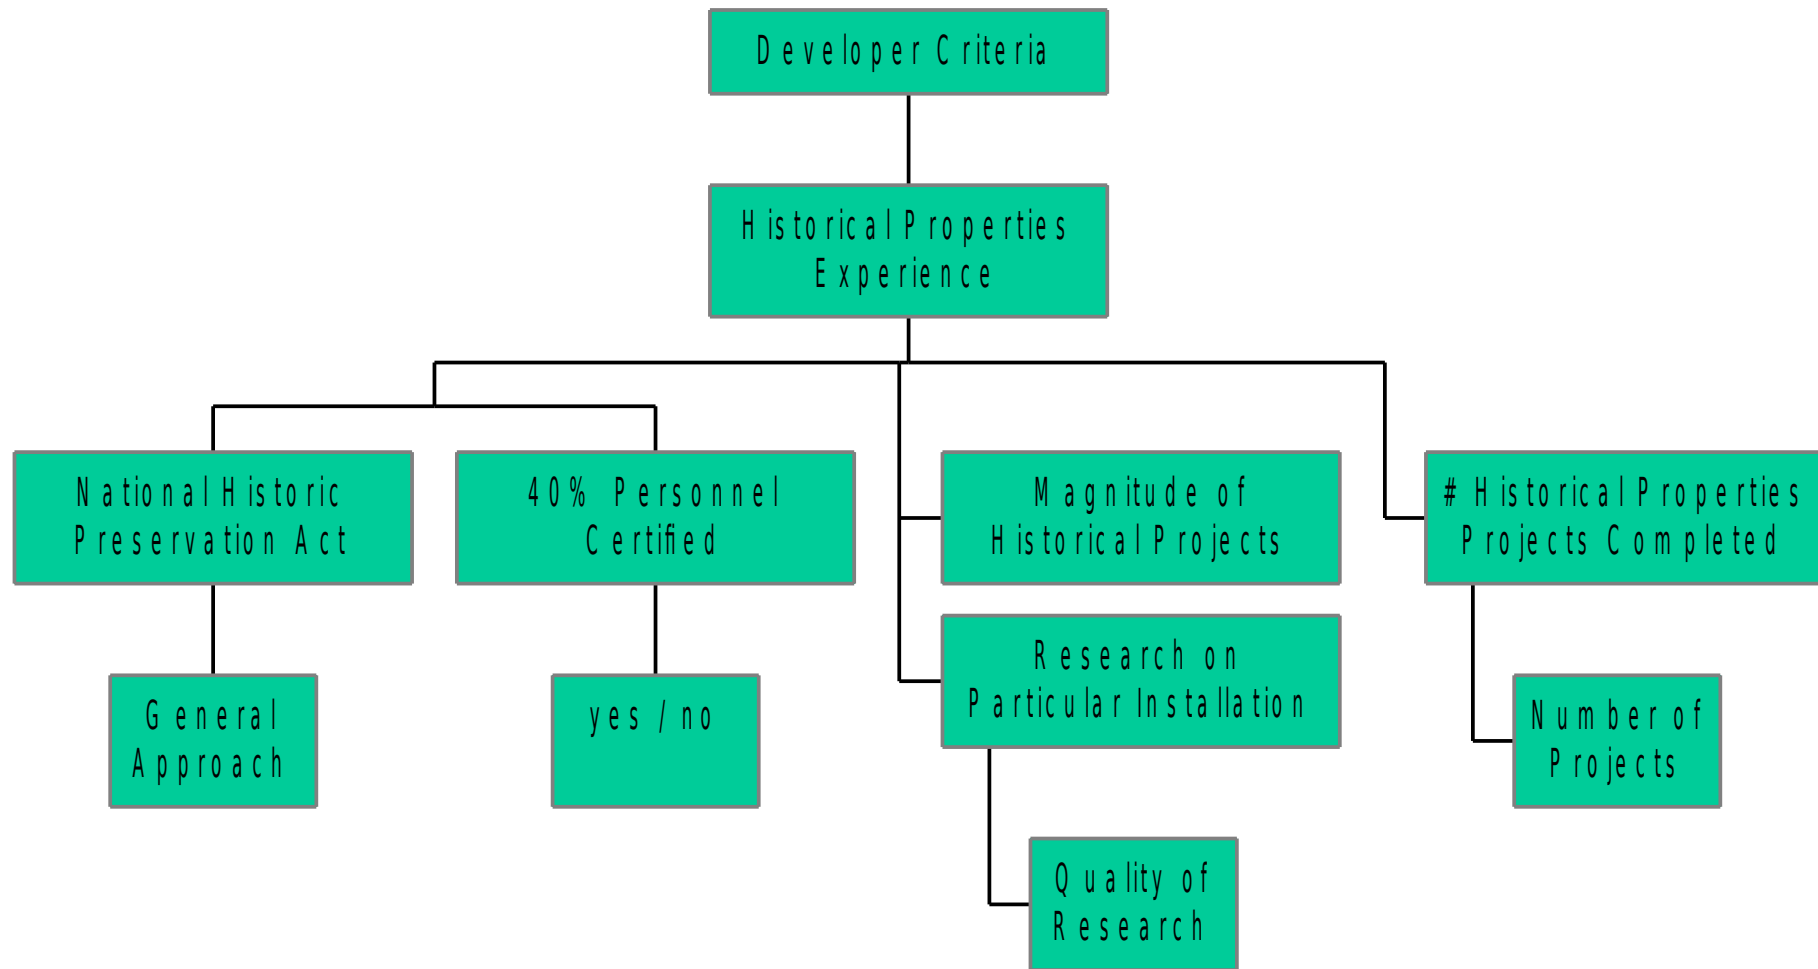 Developer Criteria
Historical Properties
Experience
National Historic
Preservation Act
40% Personnel
Certified
Magnitude of
Historical Projects
# Historical Properties
Projects Completed
Research on
Particular Installation
General
Approach
yes / no
Number of
Projects
Quality of
Research